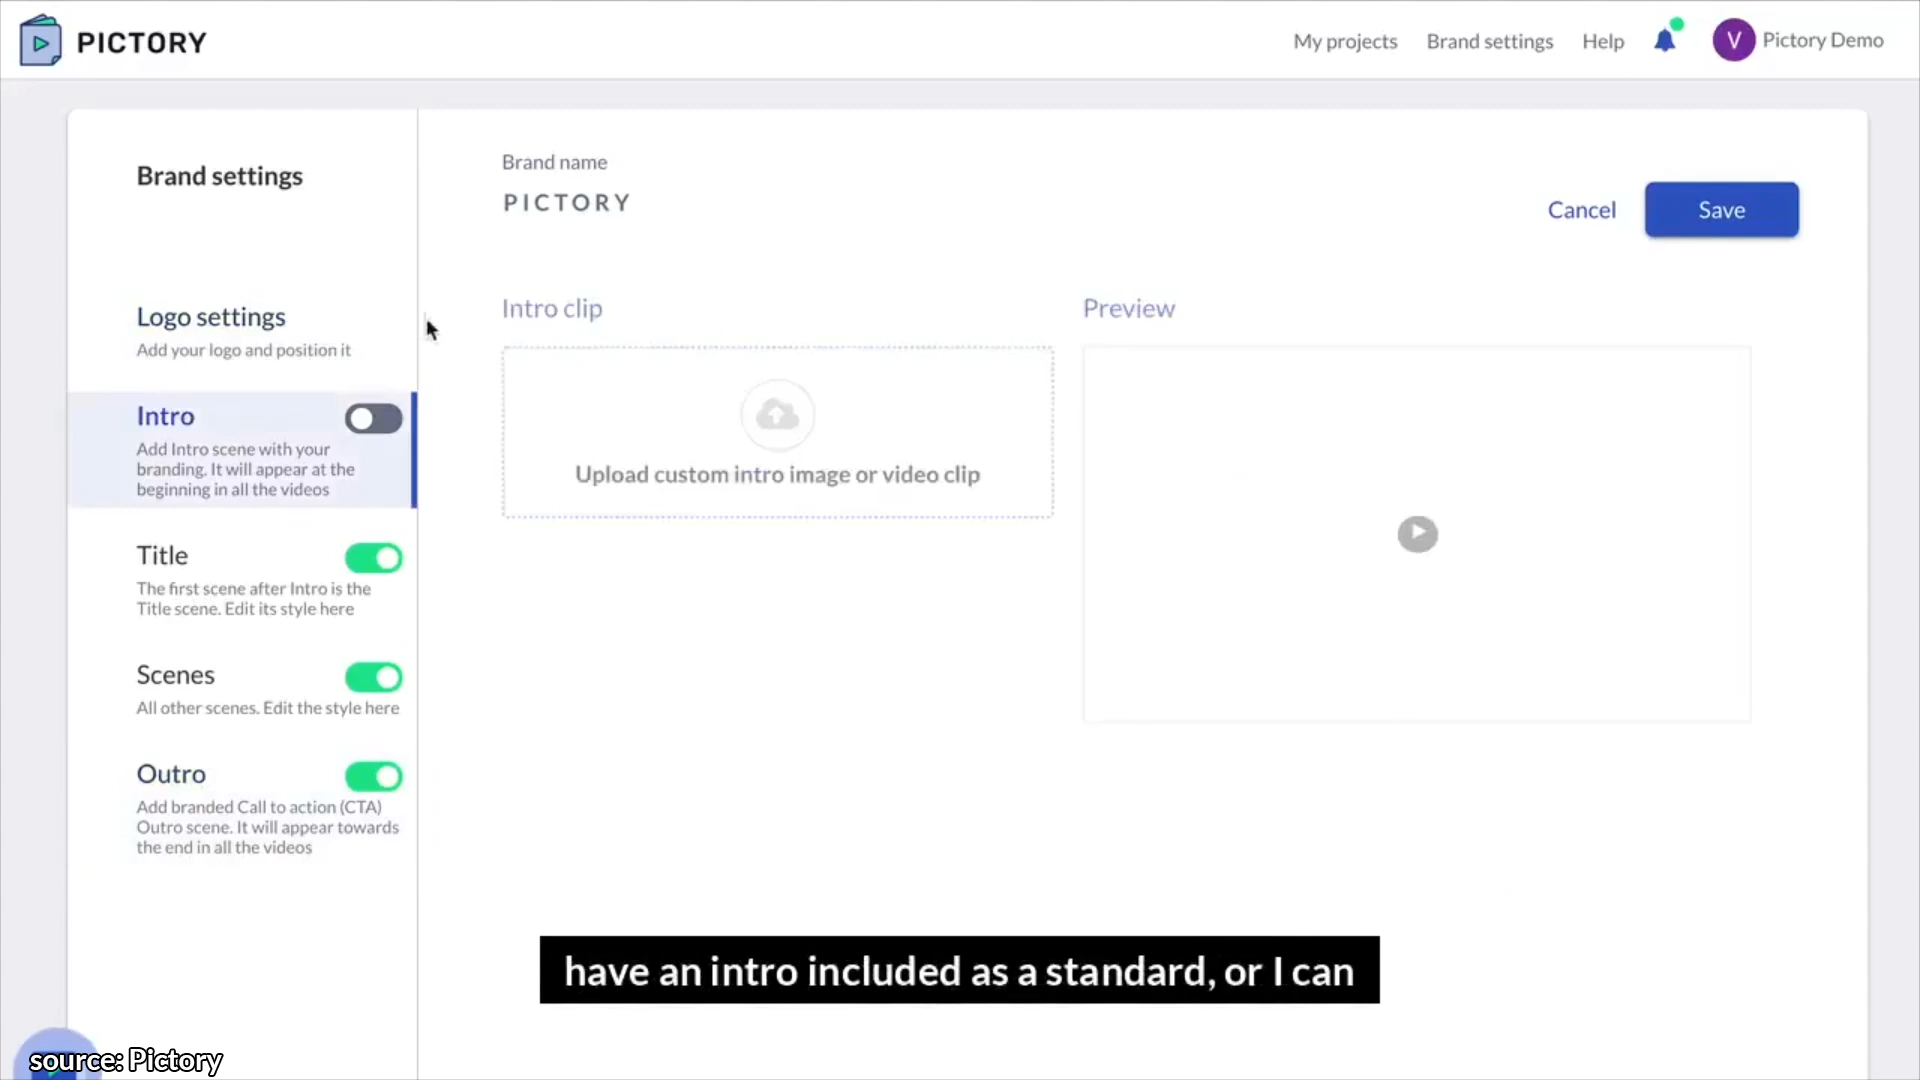 PICTORY
My projects
Brand settings
Help
V
Pictory Demo
Brand settings
Brand name
PICTORY
Cancel
Save
Logo settings
Add your logo and position it
Intro
Add Intro scene with your
branding. It will appear at the
beginning in all the videos
Title
The first scene after Intro is the
Title scene. Edit its style here
Scenes
All other scenes. Edit the style here
Outro
Add branded Call to action (CTA)
Outro scene. It will appear towards
the end in all the videos
Intro clip
Upload custom intro image or video clip
Preview
have an intro included as a standard, or I can
source: Pictory